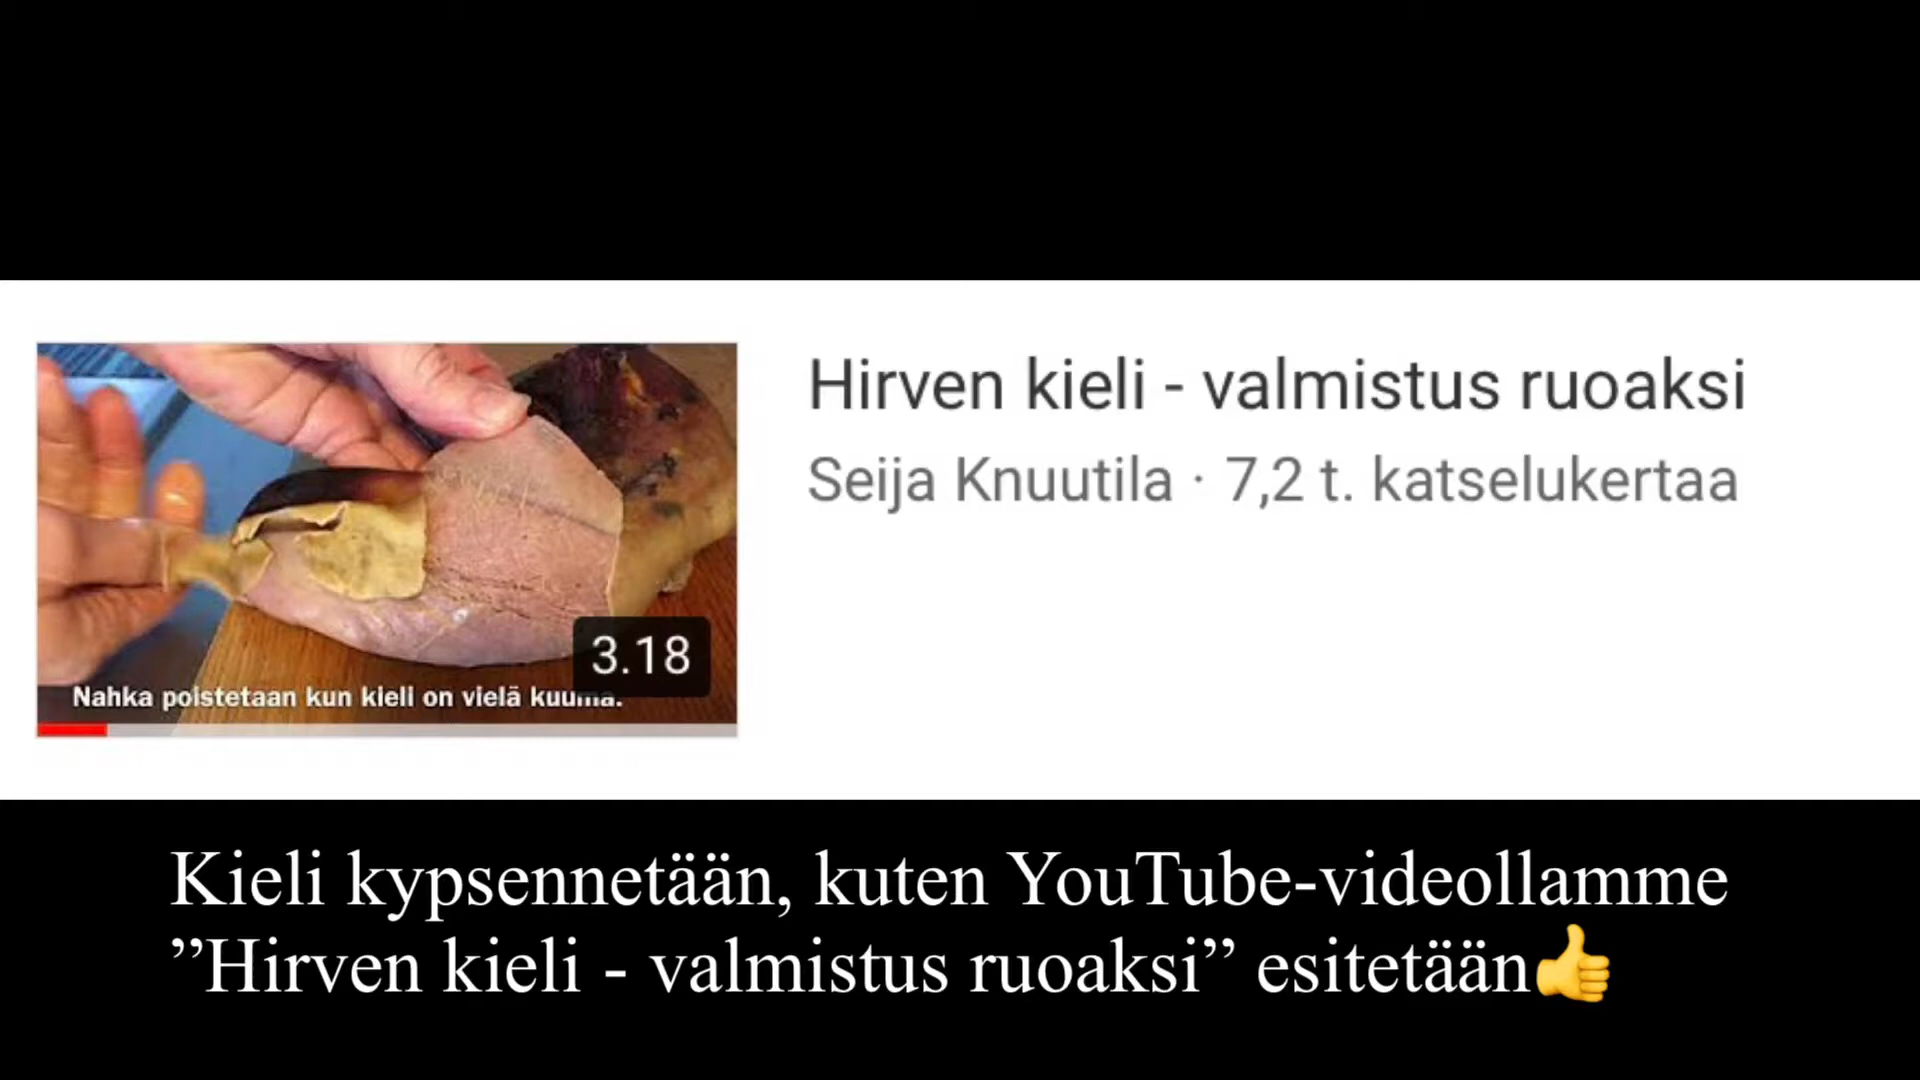 Hirven kieli - valmistus ruoaksi
Seija Knuutila · 7,2 t. katselukertaa
3.18
Nahka poistetaan kun kieli on vielä kuuma.
Kieli kypsennetään, kuten YouTube-videollamme
”Hirven kieli - valmistus ruoaksi” esitetään👍